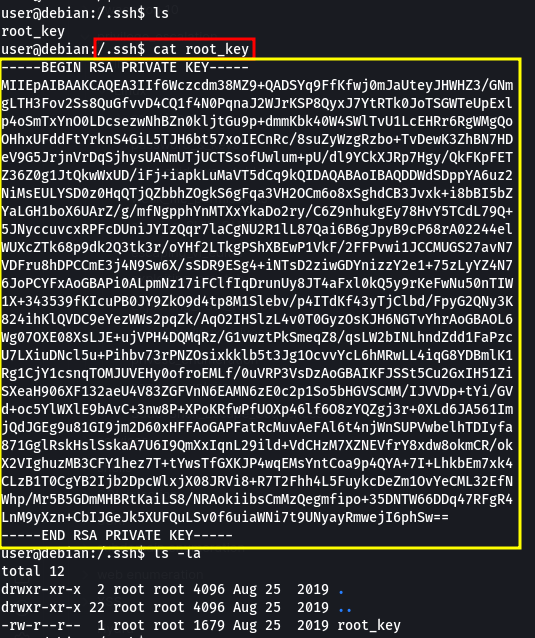 user@debian:/.ssh$ ls
root_key
user@debian:/.ssh$ cat root_key
-----BEGIN RSA PRIVATE KEY-----
MIIEpAIBAAKCAQEA3IIf6Wczcdm38MZ9+QADSYq9FfKfwj0mJaUteyJHWHZ3/GNm
gLTH3Fov2Ss8QuGfvvD4CQ1f4N0PqnaJ2WJrKSP8QyxJ7YtRTk0JoTSGWTeUpExl
p4oSmTxYnO0LDcsezwNhBZn0kljtGu9p+dmmKbk40W4SWlTvU1LcEHRr6RgWMgQo
OHhxUFddFtYrknS4GiL5TJH6bt57xoIECnRc/8suZyWzgRzbo+TvDewK3ZhBN7HD
eV9G5JrjnVrDqSjhysUANmUTjUCTSsofUwlum+pU/dl9YCkXJRp7Hgy/QkFKpFET
Z36Z0g1JtQkwWxUD/iFj+iapkLuMaVT5dCq9kQIDAQABAoIBAQDDWdSDppYA6uz2
NiMsEULYSD0z0HqQTjQZbbhZOgkS6gFqa3VH2OCm6o8xSghdCB3Jvxk+i8bBI5bZ
YaLGH1boX6UArZ/g/mfNgpphYnMTXxYkaDo2ry/C6Z9nhukgEy78HvY5TCdL79Q+
5JNyccuvcxRPFcDUniJYIzQqr7laCgNU2R1lL87Qai6B6gJpyB9cP68rA02244el
WUXcZTk68p9dk2Q3tk3r/oYHf2LTkgPShXBEwP1VkF/2FFPvwi1JCCMUGS27avN7
VDFru8hDPCCmE3j4N9Sw6X/sSDR9ESg4+iNTsD2ziwGDYnizzY2e1+75zLyYZ4N7
6JoPCYFxAoGBAPi0ALpMNz17iFClfIqDrunUy8JT4aFxl0kQ5y9rKeFwNu50nTIW
1X+343539fKIcuPB0JY9ZkO9d4tp8M1Slebv/p4ITdKf43yTjClbd/FpyG2QNy3K
824ihKlQVDC9eYezWWs2pqZk/AqO2IHSlzL4v0T0GyzOsKJH6NGTvYhrAoGBAOL6
Wg07OXE08XsLJE+ujVPH4DQMqRz/G1vwztPkSmeqZ8/qsLW2bINLhndZdd1FaPzc
U7LXiuDNcl5u+Pihbv73rPNZOsixkklb5t3Jg1OcvvYcL6hMRwLL4iqG8YDBmlK1
Rg1CjY1csnqTOMJUVEHy0ofroEMLf/0uVRP3VsDzAoGBAIKFJSSt5Cu2GxIH51Zi
SXeaH906XF132aeU4V83ZGFVnN6EAMN6zE0c2p1So5bHGVSCMM/IJVVDp+tYi/GV
d+oc5YlWXlE9bAvC+3nw8P+XPoKRfwPfUOXp46lf6O8zYQZgj3r+0XLd6JA561Im
jQdJGEg9u81GI9jm2D60xHFFAoGAPFatRcMuvAeFAl6t4njWnSUPVwbelhTDIyfa
871GglRskHslSskaA7U6I9QmXxIqnL29ild+VdCHzM7XZNEVfrY8xdw8okmCR/ok
X2VIghuzMB3CFY1hez7T+tYwsTfGXKJP4wqEMsYntCoa9p4QYA+7I+LhkbEm7xk4
CLzB1T0CgYB2Ijb2DpcWlxjX08JRVi8+R7T2Fhh4L5FuykcDeZm1OvYeCML32EfN
Whp/Mr5B5GDmMHBRtKaiLS8/NRAokiibsCmMzQegmfipo+35DNTW66DDq47RFgR4
LnM9yXzn+CbIJGeJk5XUFQuLSv0f6uiaWNi7t9UNyayRmwejI6phSw==
-----END RSA PRIVATE KEY-----
user@debian:/.ssh$ ls -la
total 12
drwxr-xr-x  2 root root 4096 Aug 25  2019 .
drwxr-xr-x 22 root root 4096 Aug 25  2019 ..
-rw-r--r--  1 root root 1679 Aug 25  2019 root_key